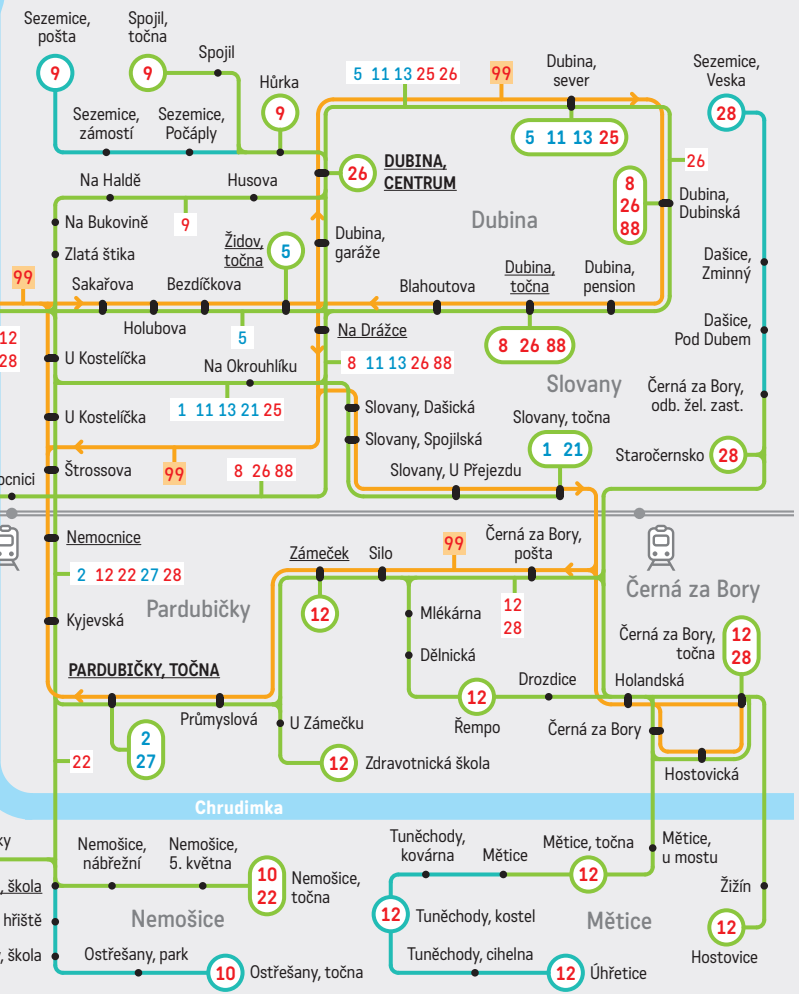 Sezemice,
pošta
9
Spojil,
točna
9
Spojil
Hůrka
9
Sezemice,
zámostí
Sezemice,
Počáply
5 11 13 25 26
99
Dubina,
sever
5 11 13 25
Sezemice,
Veska
28
26
DUBINA,
CENTRUM
26
8
26
88
Dubina,
Dubinská
Na Haldě
Husova
9
Na Bukovině
Zlatá štika
Židov,
točna
5
Dubina,
garáže
Dubina
99
Sakařova
Bezdíčkova
Holubova
5
Blahoutova
Dubina,
točna
Dubina,
pension
Dašice,
Zminný
12
28
U Kostelíčka
Na Drážce
8 26 88
Dašice,
Pod Dubem
Na Okrouhlíku
8 11 13 26 88
Slovany
1 11 13 21 25
Černá za Bory,
odb. žel. zast.
U Kostelíčka
Slovany, Dašická
Slovany, točna
1 21
Slovany, Spojilská
Štrossova
99
8 26 88
Slovany, U Přejezdu
Staročernsko
28
ocnici
Nemocnice
2 12 22 27 28
Zámeček
12
Silo
99
Černá za Bory,
pošta
12
28
Černá za Bory
Pardubičky
Kyjevská
Mlékárna
Dělnická
Černá za Bory,
točna
12
28
PARDUBIČKY, TOČNA
Průmyslová
2
27
12
Řempo
Drozdice
Holandská
U Zámečku
Černá za Bory
22
12
Zdravotnická škola
Hostovická
Chrudimka
ky
Nemošice,
nábřežní
Nemošice,
5. května
10
22
Nemošice,
točna
Tuněchody,
kovárna
Mětice
Mětice, točna
12
Mětice,
u mostu
, škola
Žižín
hřiště
Nemošice
12
Tuněchody, kostel
Mětice
12
Hostovice
, škola
Ostřešany, park
10
Ostřešany, točna
Tuněchody, cihelna
12
Úhřetice